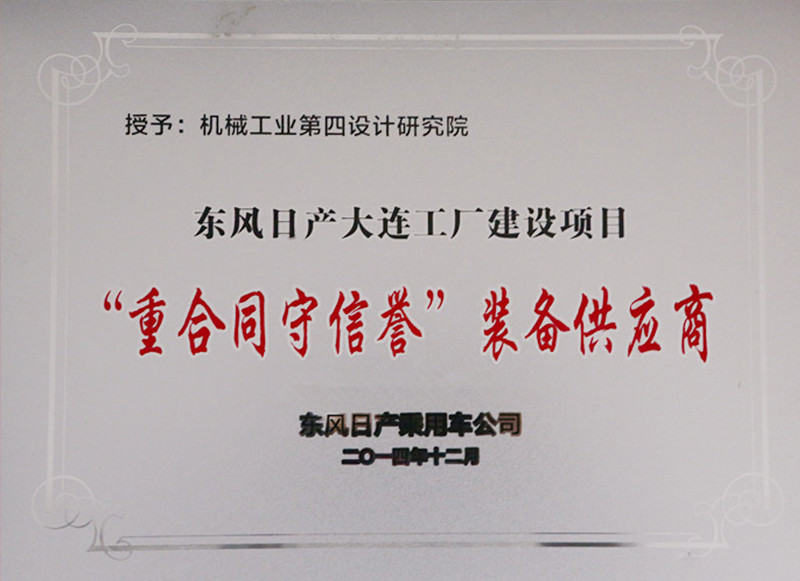 授予：机械工业第四设计研究院
东风日产大连工厂建设项目
“重合同守信誉”装备供应商
东风日产乘用车公司
二〇一四年十二月